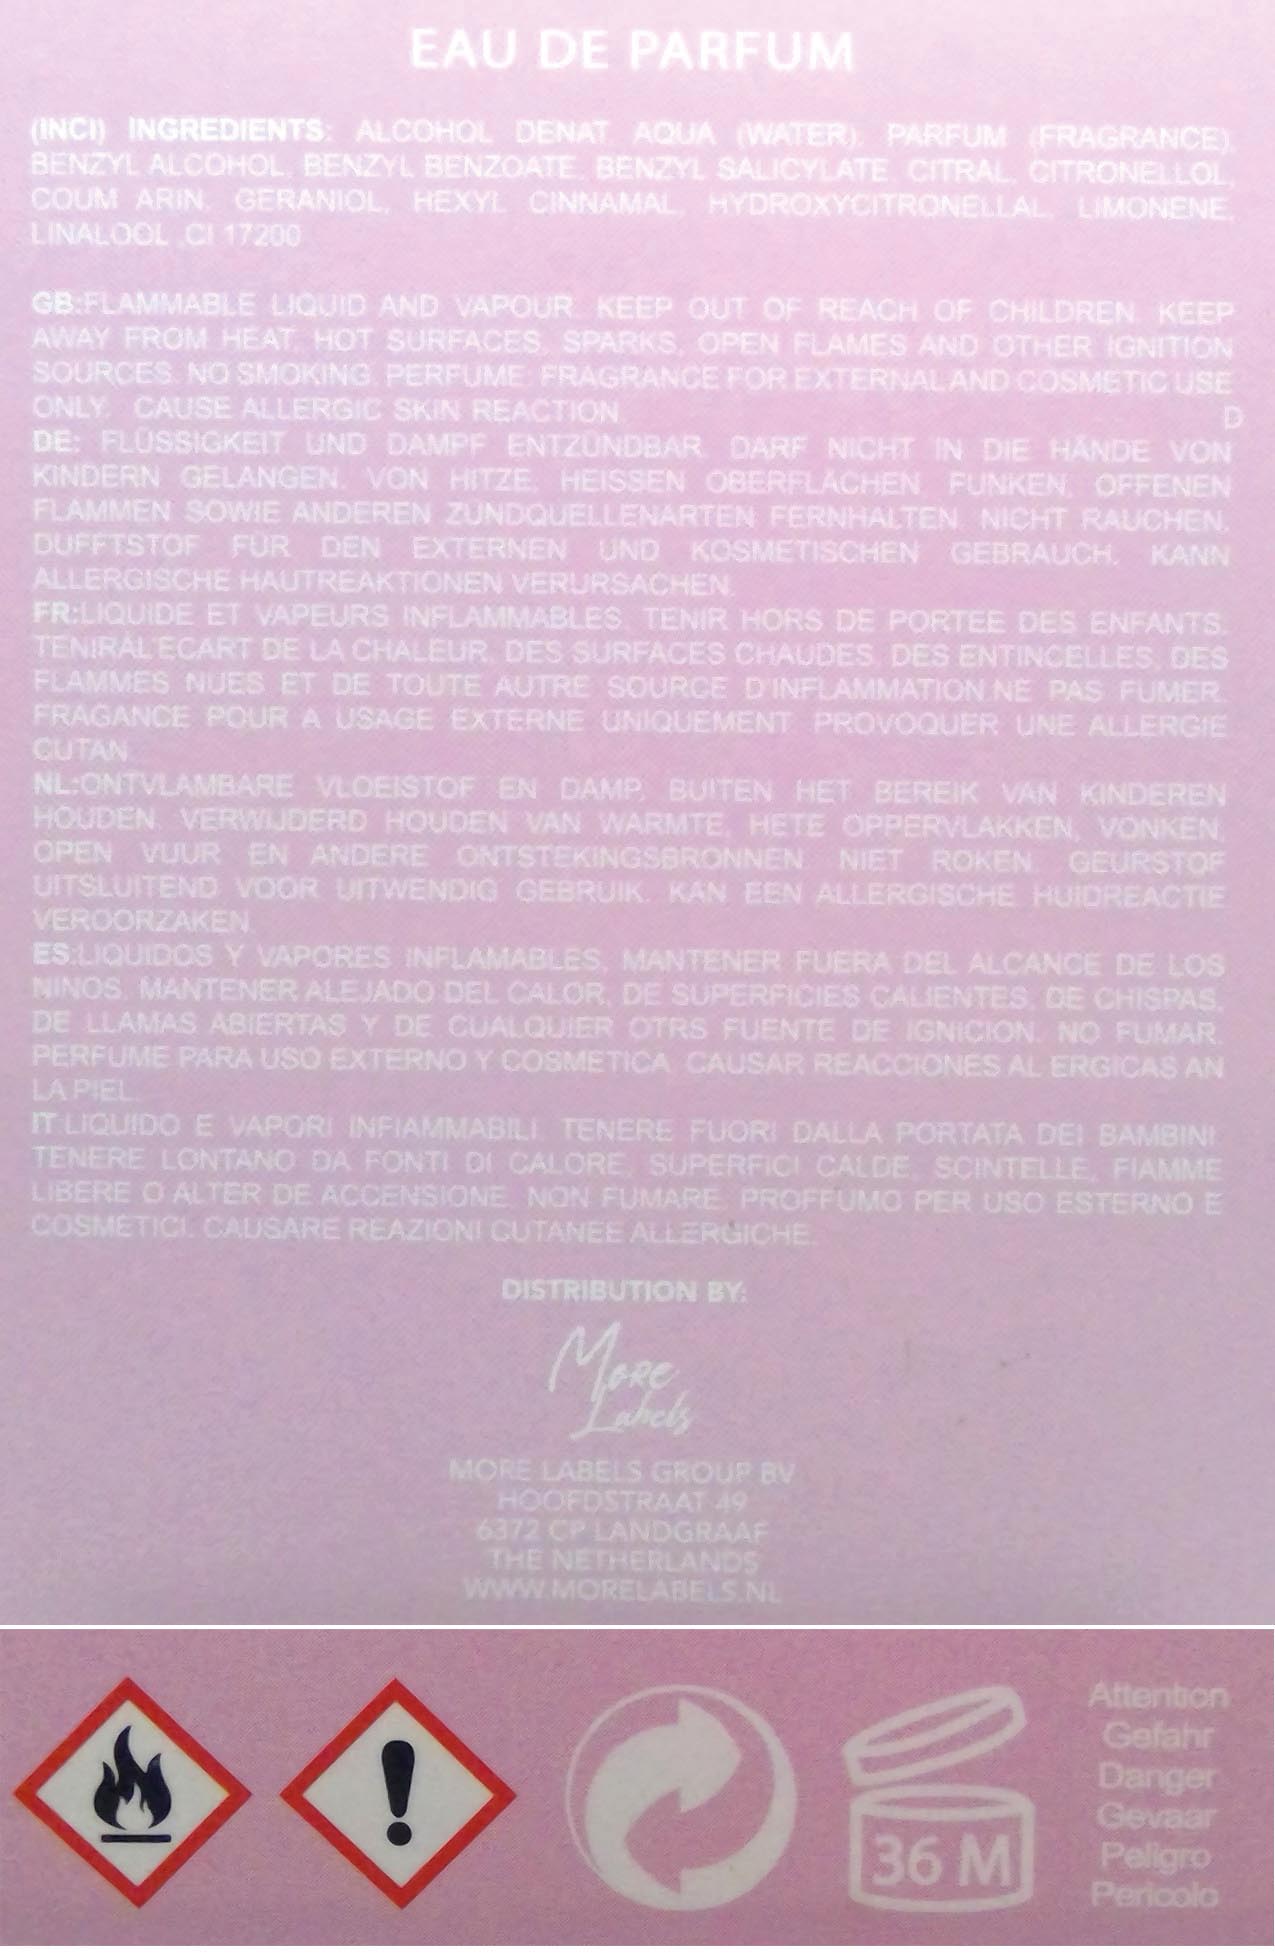 EAU DE PARFUM
(INCI) INGREDIENTS: ALCOHOL DENAT. AQUA (WATER), PARFUM (FRAGRANCE),
BENZYL ALCOHOL, BENZYL BENZOATE, BENZYL SALICYLATE, CITRAL, CITRONELLOL,
COUM ARIN, GERANIOL, HEXYL CINNAMAL, HYDROXYCITRONELLAL, LIMONENE,
LINALOOL ,CI 17200
GB:FLAMMABLE LIQUID AND VAPOUR. KEEP OUT OF REACH OF CHILDREN. KEEP
AWAY FROM HEAT, HOT SURFACES, SPARKS, OPEN FLAMES AND OTHER IGNITION
SOURCES. NO SMOKING. PERFUME: FRAGRANCE FOR EXTERNAL AND COSMETIC USE
ONLY. CAUSE ALLERGIC SKIN REACTION. D
DE: FLÜSSIGKEIT UND DAMPF ENTZÜNDBAR. DARF NICHT IN DIE HÄNDE VON
KINDERN GELANGEN. VON HITZE, HEISSEN OBERFLÄCHEN, FUNKEN, OFFENEN
FLAMMEN SOWIE ANDEREN ZÜNDQUELLENARTEN FERNHALTEN. NICHT RAUCHEN.
DUFFTSTOF FÜR DEN EXTERNEN UND KOSMETISCHEN GEBRAUCH. KANN
ALLERGISCHE HAUTREAKTIONEN VERURSACHEN.
FR:LIQUIDE ET VAPEURS INFLAMMABLES. TENIR HORS DE PORTEE DES ENFANTS.
TENIRÀL'ECART DE LA CHALEUR, DES SURFACES CHAUDES, DES ENTINCELLES, DES
FLAMMES NUES ET DE TOUTE AUTRE SOURCE D'INFLAMMATION.NE PAS FUMER.
FRAGANCE POUR A USAGE EXTERNE UNIQUEMENT PROVOQUER UNE ALLERGIE
CUTAN.
NL:ONTVLAMBARE VLOEISTOF EN DAMP. BUITEN HET BEREIK VAN KINDEREN
HOUDEN. VERWIJDERD HOUDEN VAN WARMTE, HETE OPPERVLAKKEN, VONKEN,
OPEN VUUR EN ANDERE ONTSTEKINGSBRONNEN. NIET ROKEN. GEURSTOF
UITSLUITEND VOOR UITWENDIG GEBRUIK. KAN EEN ALLERGISCHE HUIDREACTIE
VEROORZAKEN.
ES:LIQUIDOS Y VAPORES INFLAMABLES, MANTENER FUERA DEL ALCANCE DE LOS
NINOS. MANTENER ALEJADO DEL CALOR, DE SUPERFICIES CALIENTES, DE CHISPAS,
DE LLAMAS ABIERTAS Y DE CUALQUIER OTRS FUENTE DE IGNICION. NO FUMAR.
PERFUME PARA USO EXTERNO Y COSMETICA. CAUSAR REACCIONES AL ERGICAS AN
LA PIEL.
IT:LIQUIDO E VAPORI INFIAMMABILI. TENERE FUORI DALLA PORTATA DEI BAMBINI.
TENERE LONTANO DA FONTI DI CALORE, SUPERFICI CALDE, SCINTELLE, FIAMME
LIBERE O ALTER DE ACCENSIONE. NON FUMARE. PROFFUMO PER USO ESTERNO E
COSMETICI. CAUSARE REAZIONI CUTANEE ALLERGICHE.
DISTRIBUTION BY:
More
Labels
MORE LABELS GROUP BV
HOOFDSTRAAT 49
6372 CP LANDGRAAF
THE NETHERLANDS
WWW.MORELABELS.NL
36 M
Attention
Gefahr
Danger
Gevaar
Peligro
Pericolo